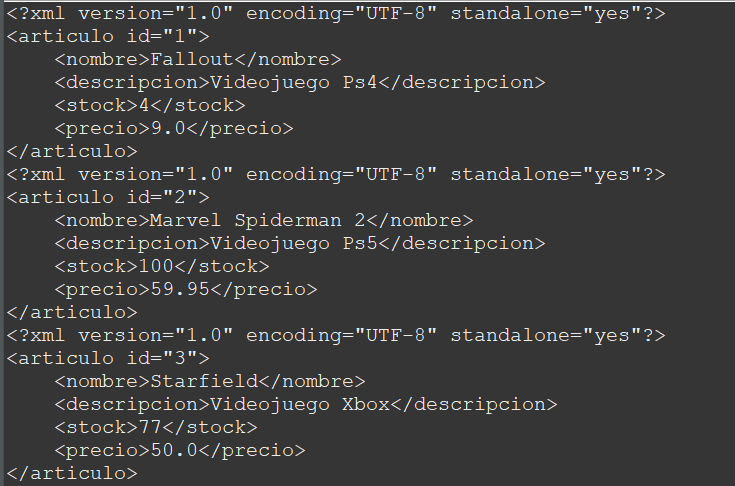 <?xml version="1.0" encoding="UTF-8" standalone="yes"?>
<articulo id="1">
    <nombre>Fallout</nombre>
    <descripcion>Videojuego Ps4</descripcion>
    <stock>4</stock>
    <precio>9.0</precio>
</articulo>
<?xml version="1.0" encoding="UTF-8" standalone="yes"?>
<articulo id="2">
    <nombre>Marvel Spiderman 2</nombre>
    <descripcion>Videojuego Ps5</descripcion>
    <stock>100</stock>
    <precio>59.95</precio>
</articulo>
<?xml version="1.0" encoding="UTF-8" standalone="yes"?>
<articulo id="3">
    <nombre>Starfield</nombre>
    <descripcion>Videojuego Xbox</descripcion>
    <stock>77</stock>
    <precio>50.0</precio>
</articulo>